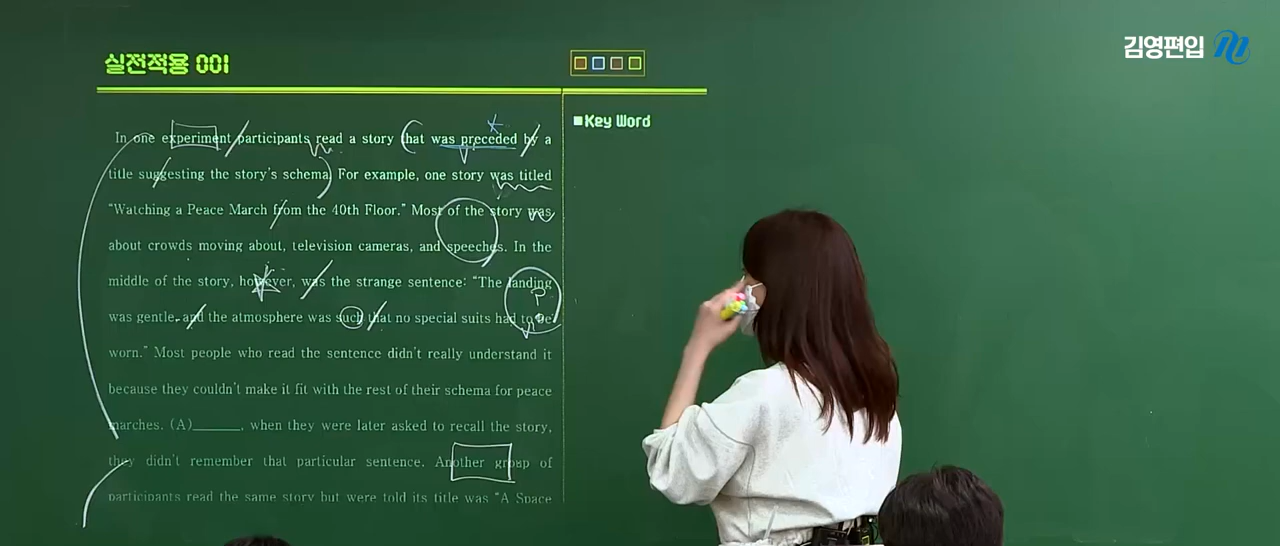 김영편입
실전적용 001
■Key Word
In one experiment participants read a story that was preceded by a
title suggesting the story's schema. For example, one story was titled
“Watching a Peace March from the 40th Floor.” Most of the story was
about crowds moving about, television cameras, and speeches. In the
middle of the story, however, was the strange sentence: “The landing
was gentle, and the atmosphere was such that no special suits had to be
worn.” Most people who read the sentence didn't really understand it
because they couldn't make it fit with the rest of their schema for peace
marches. (A)______, when they were later asked to recall the story,
they didn't remember that particular sentence. Another group of
participants read the same story but were told its title was “A Space